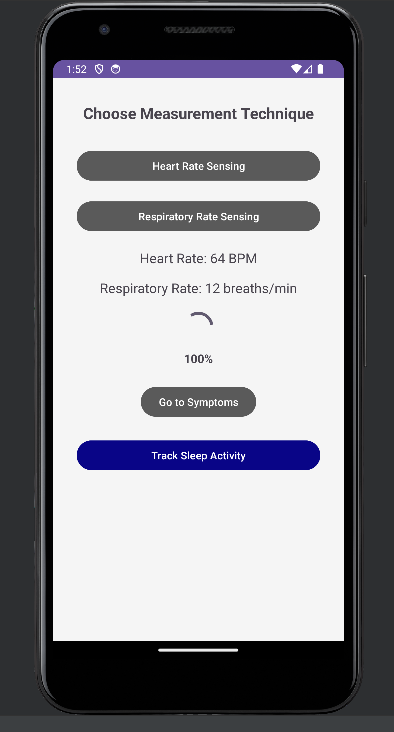 1:52
Choose Measurement Technique
Heart Rate Sensing
Respiratory Rate Sensing
Heart Rate: 64 BPM
Respiratory Rate: 12 breaths/min
100%
Go to Symptoms
Track Sleep Activity